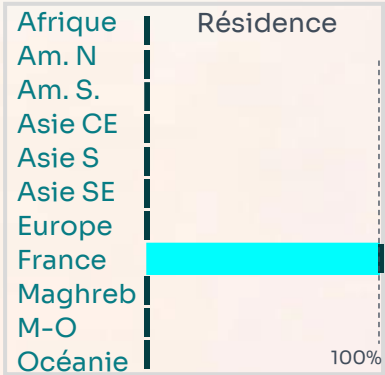 Afrique
Résidence
Am. N
Am. S.
Asie CE
Asie S
Asie SE
Europe
France
Maghreb
M-O
Océanie
100%